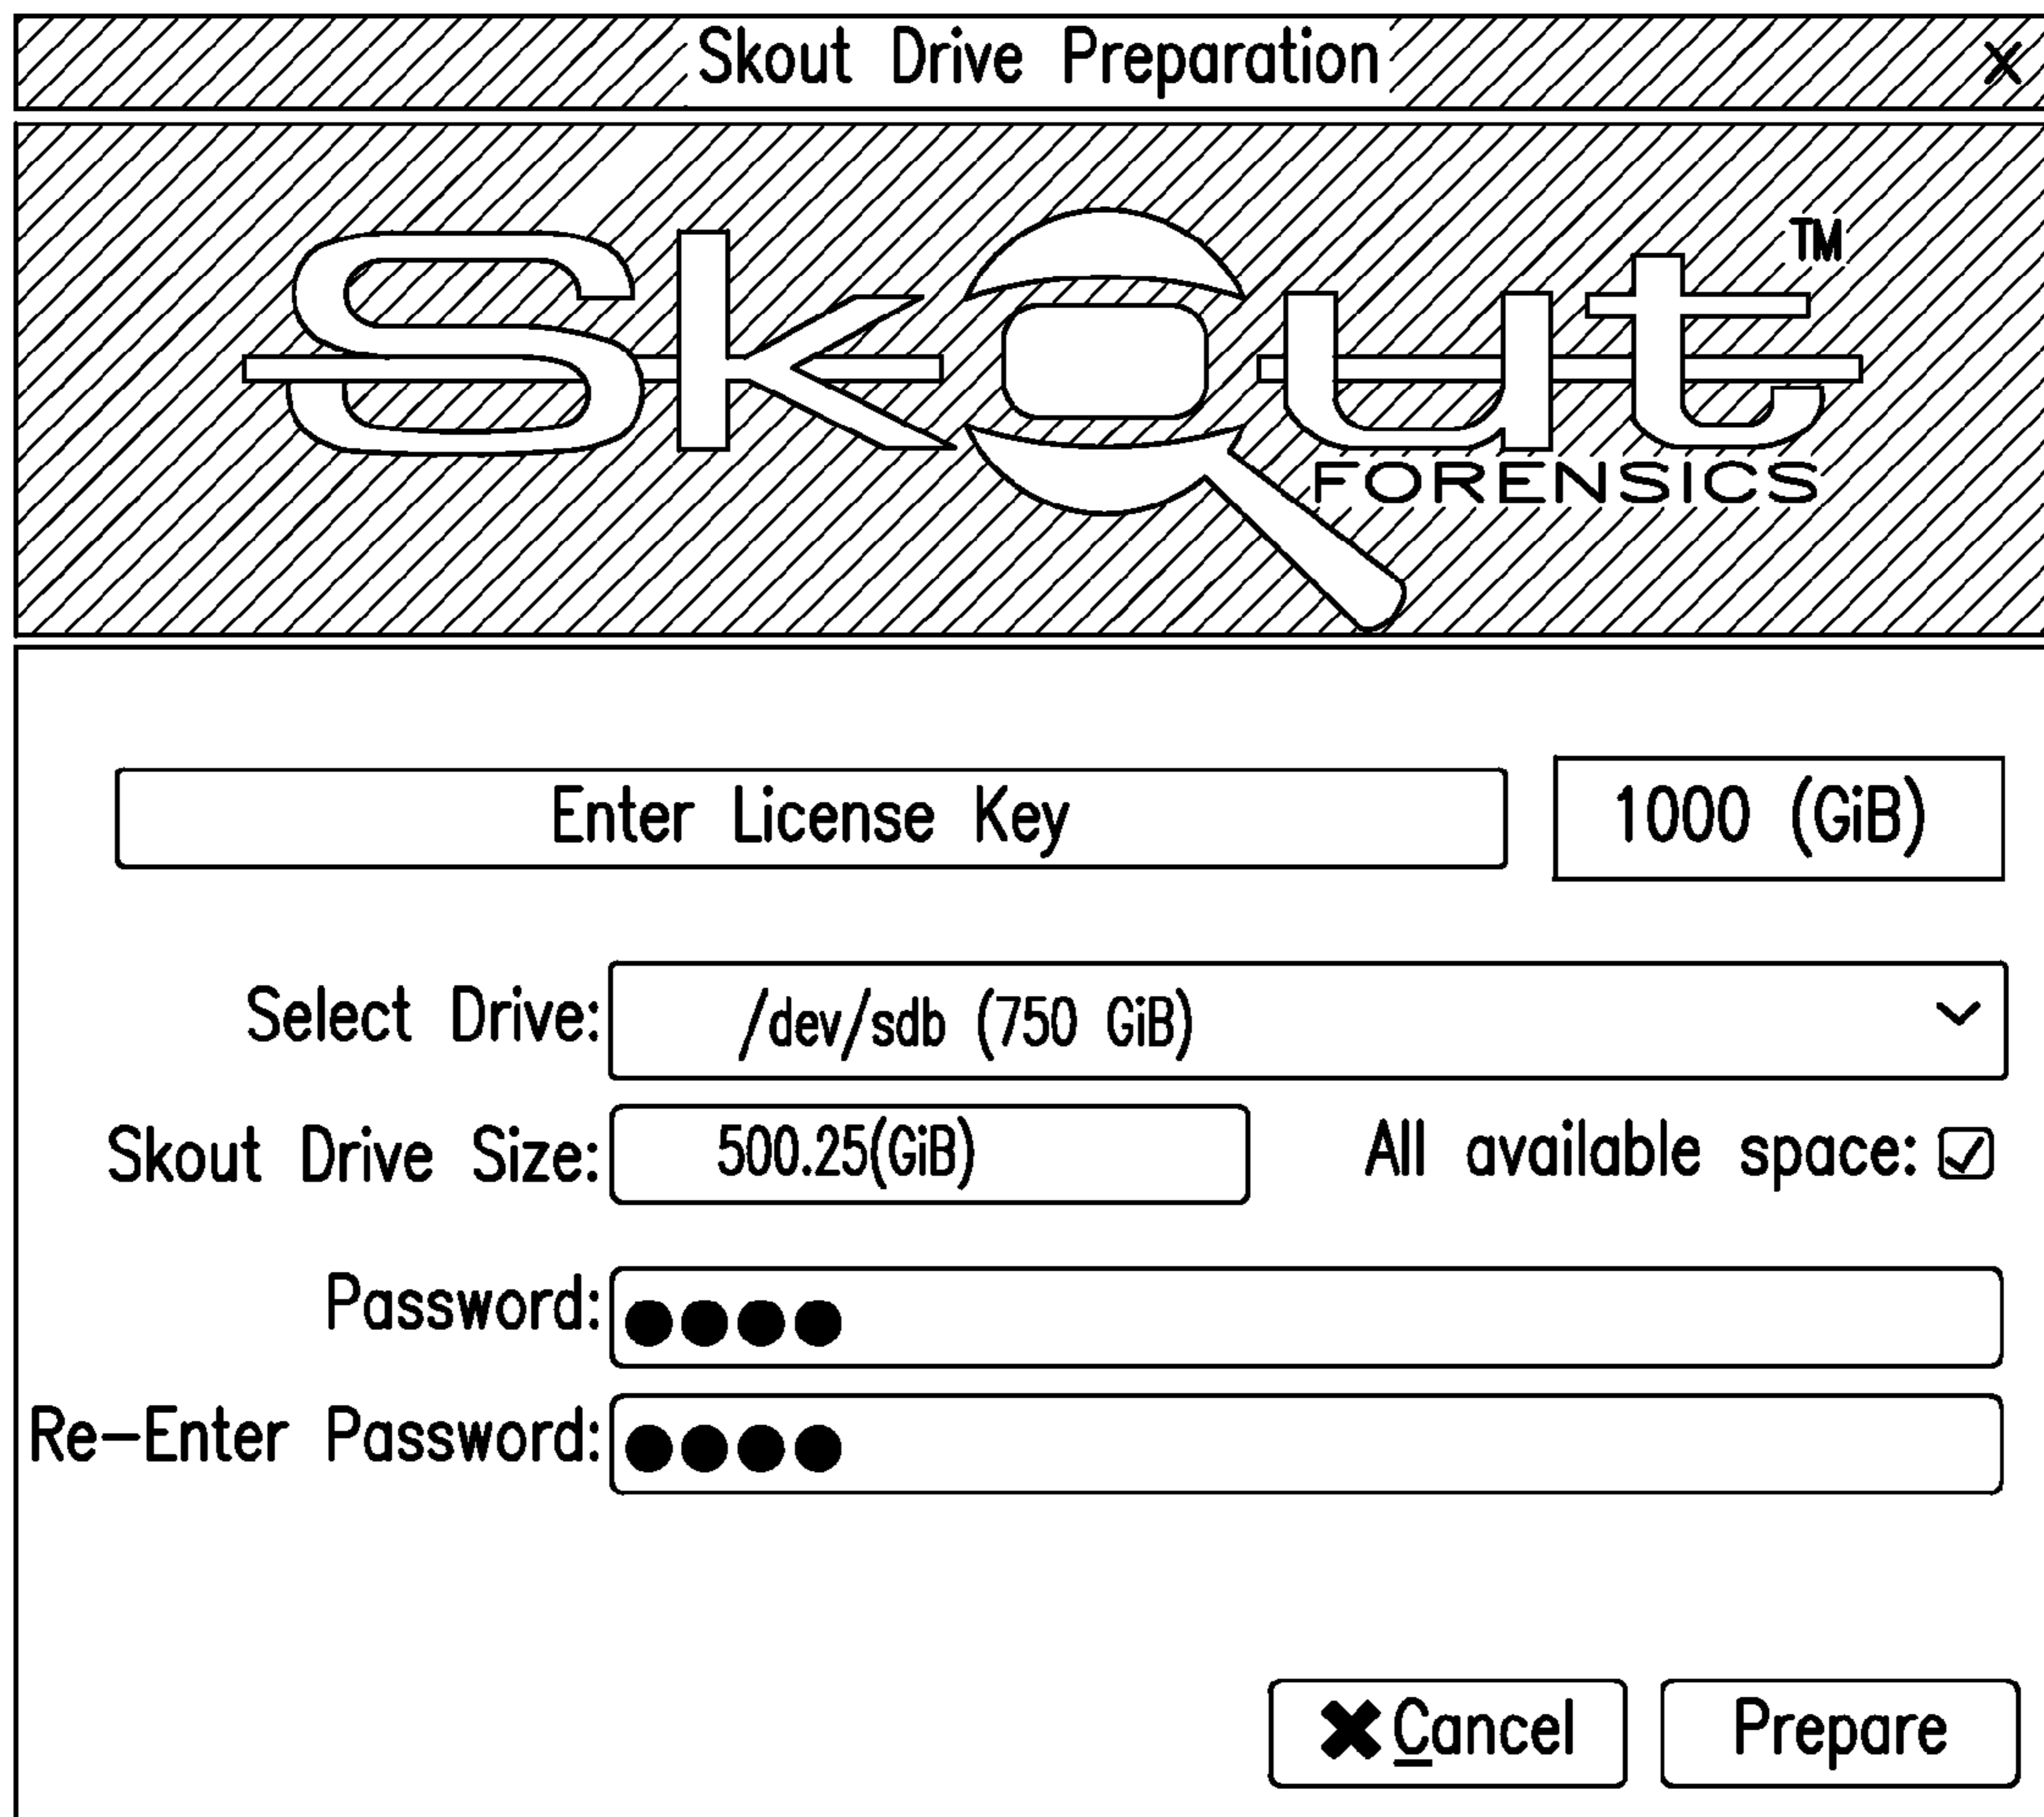 Skout Drive Preparation X
Skout TM
FORENSICS
Enter License Key 1000 (GiB)
Select Drive: /dev/sdb (750 GiB)
Skout Drive Size: 500.25(GiB) All available space:
Password: ●●●●
Re-Enter Password: ●●●●
Cancel Prepare